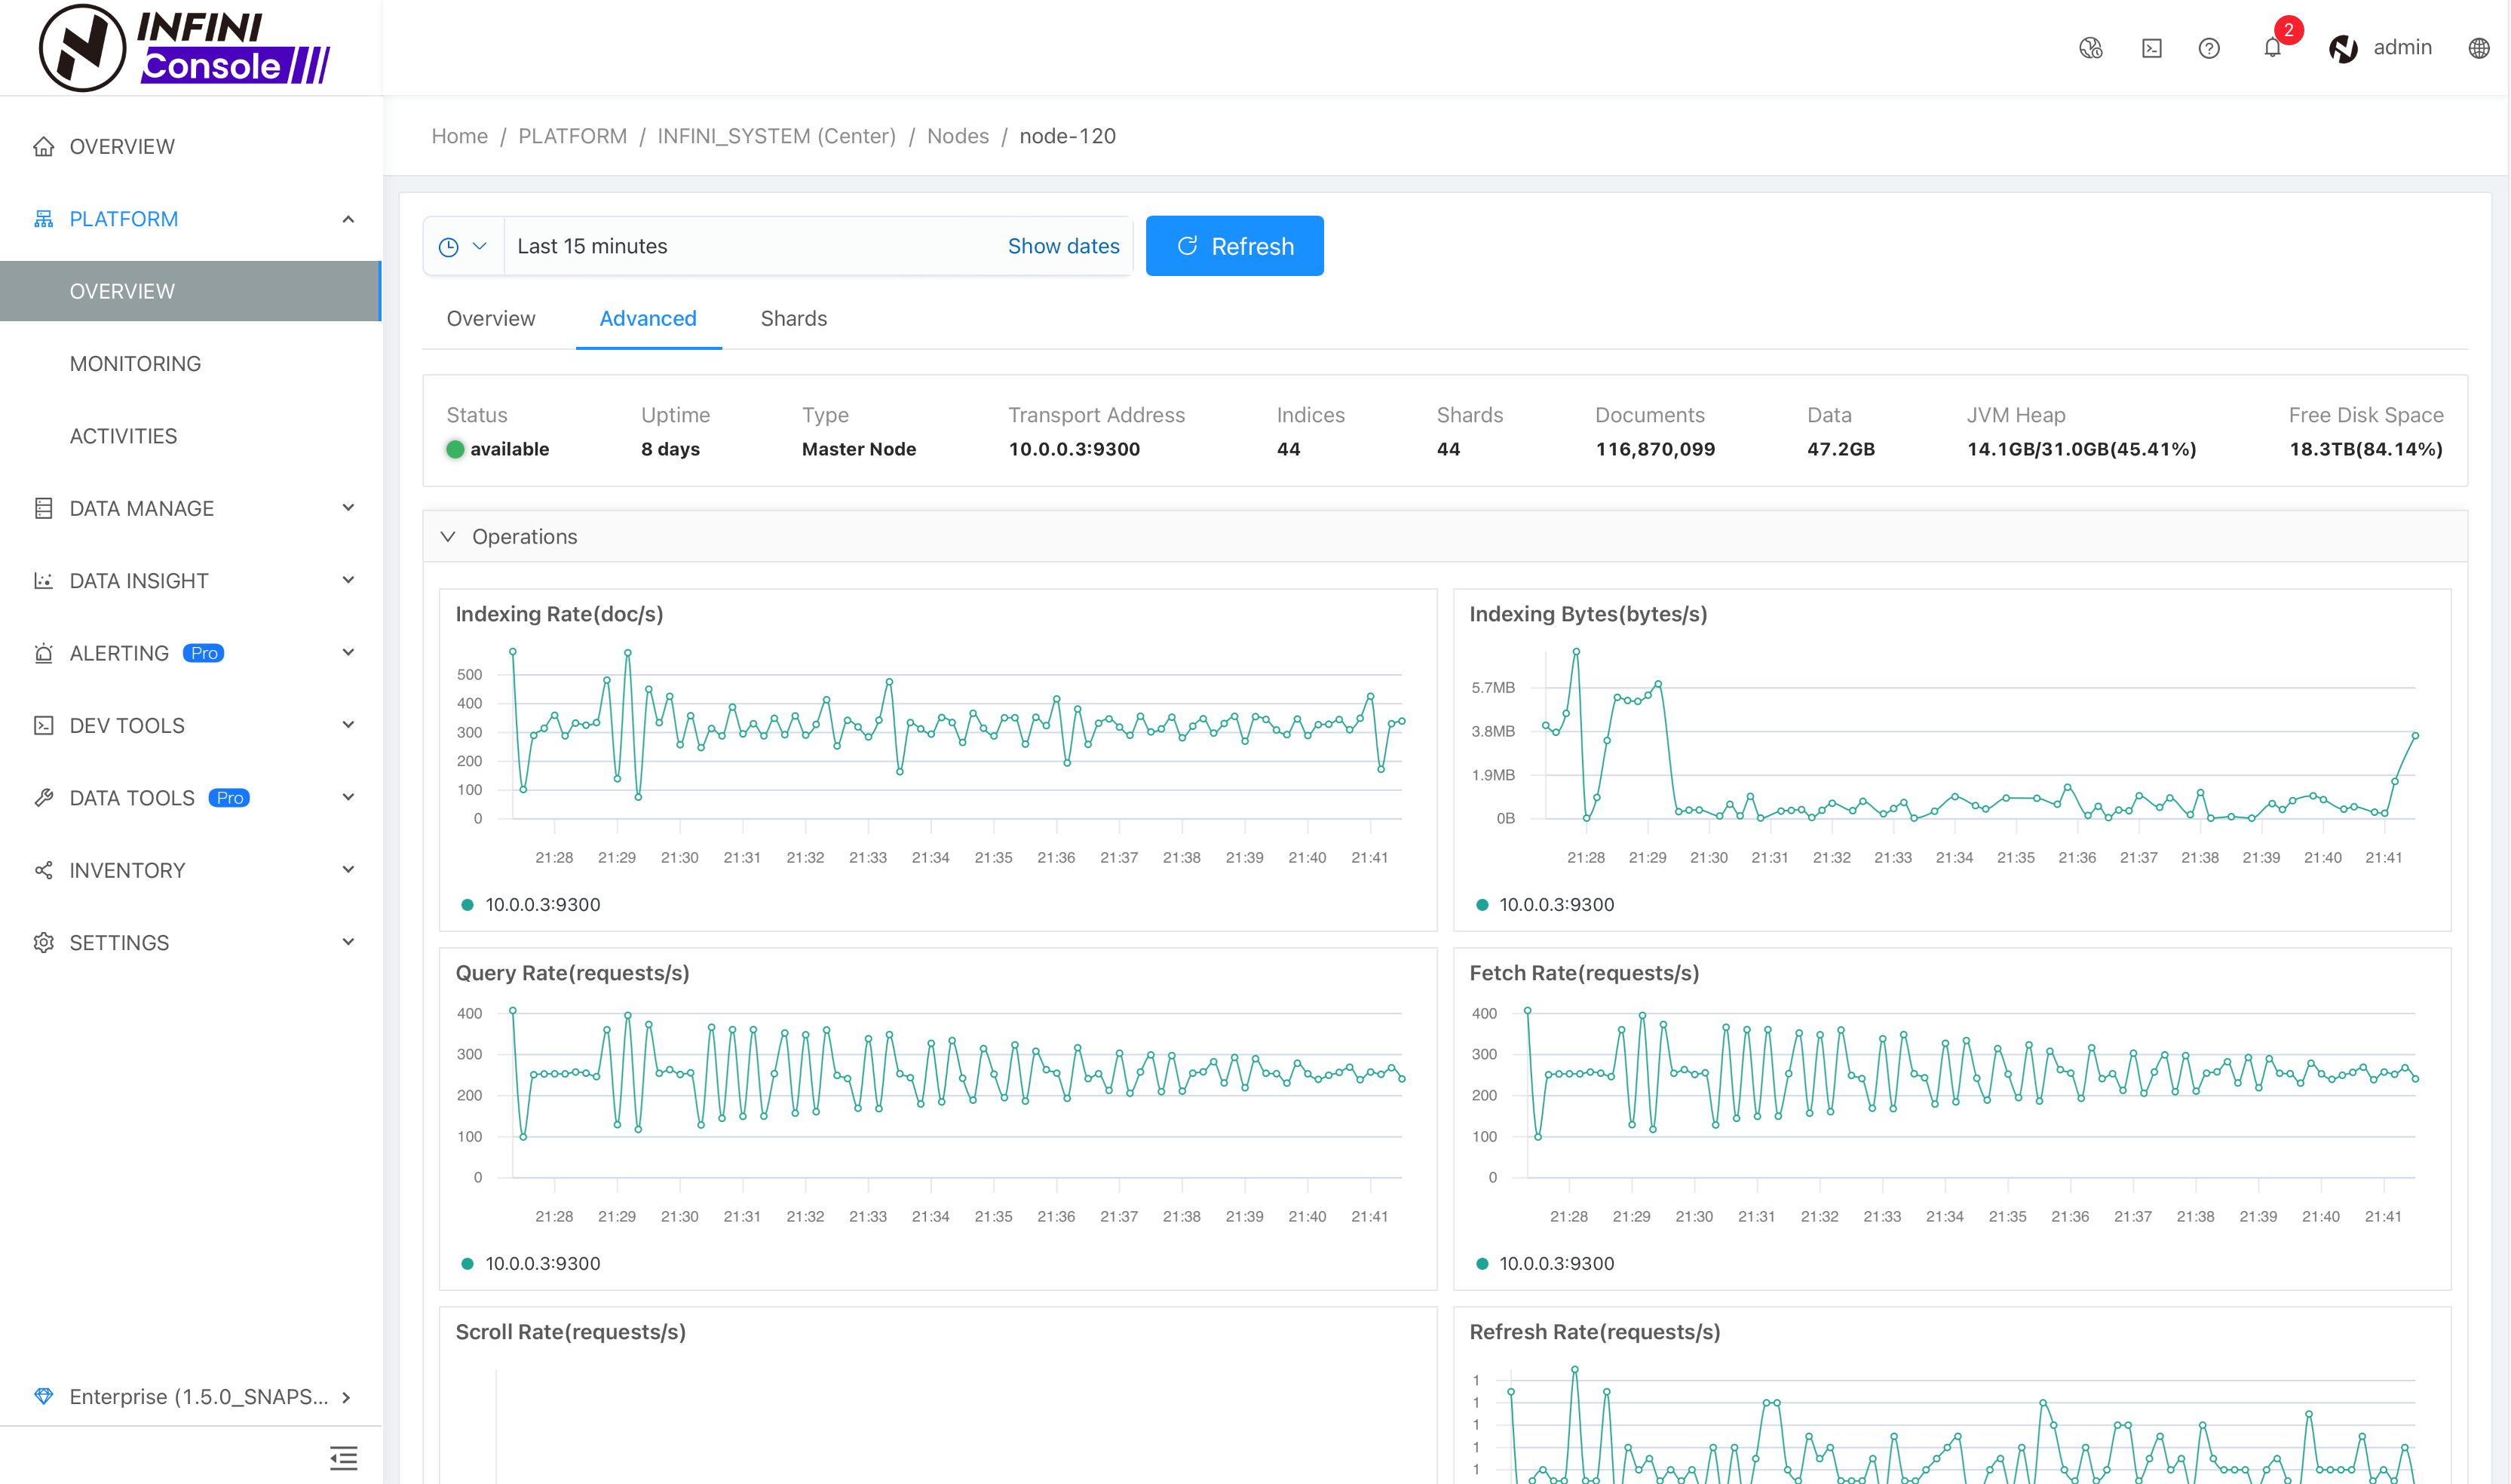 INFINI
Console
2
admin
OVERVIEW
PLATFORM
OVERVIEW
MONITORING
ACTIVITIES
DATA MANAGE
DATA INSIGHT
ALERTING Pro
DEV TOOLS
DATA TOOLS Pro
INVENTORY
SETTINGS
Enterprise (1.5.0_SNAPS...
Home / PLATFORM / INFINI_SYSTEM (Center) / Nodes / node-120
Last 15 minutes Show dates Refresh
Overview Advanced Shards
Status Uptime Type Transport Address Indices Shards Documents Data JVM Heap Free Disk Space
available 8 days Master Node 10.0.0.3:9300 44 44 116,870,099 47.2GB 14.1GB/31.0GB(45.41%) 18.3TB(84.14%)
Operations
Indexing Rate(doc/s)
500
400
300
200
100
0
21:28 21:29 21:30 21:31 21:32 21:33 21:34 21:35 21:36 21:37 21:38 21:39 21:40 21:41
10.0.0.3:9300
Indexing Bytes(bytes/s)
5.7MB
3.8MB
1.9MB
0B
21:28 21:29 21:30 21:31 21:32 21:33 21:34 21:35 21:36 21:37 21:38 21:39 21:40 21:41
10.0.0.3:9300
Query Rate(requests/s)
400
300
200
100
0
21:28 21:29 21:30 21:31 21:32 21:33 21:34 21:35 21:36 21:37 21:38 21:39 21:40 21:41
10.0.0.3:9300
Fetch Rate(requests/s)
400
300
200
100
0
21:28 21:29 21:30 21:31 21:32 21:33 21:34 21:35 21:36 21:37 21:38 21:39 21:40 21:41
10.0.0.3:9300
Scroll Rate(requests/s)
Refresh Rate(requests/s)
1
1
1
1
1